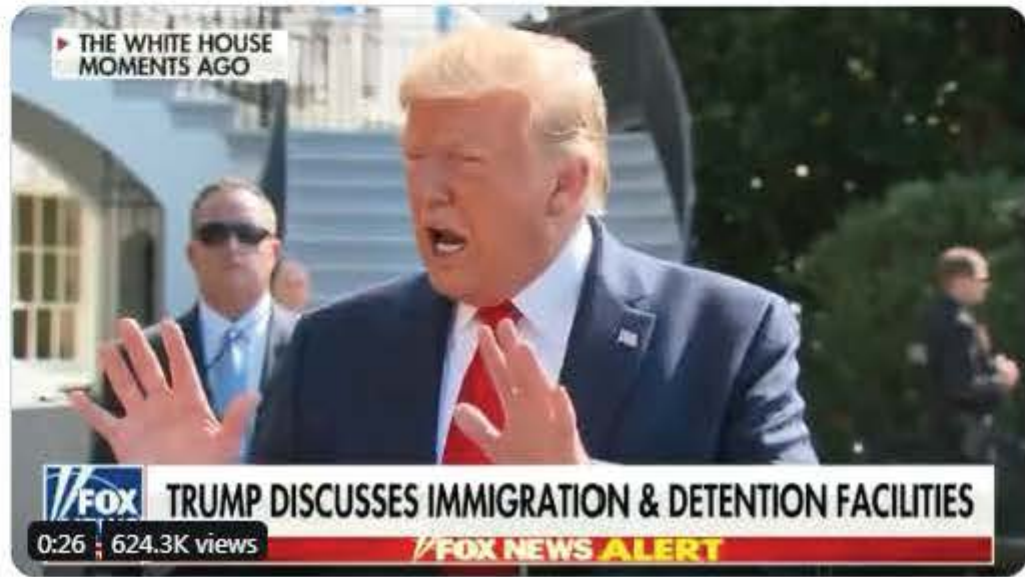 ▶ THE WHITE HOUSE
MOMENTS AGO
FOX
TRUMP DISCUSSES IMMIGRATION & DETENTION FACILITIES
0:26 624.3K views
FOX NEWS ALERT